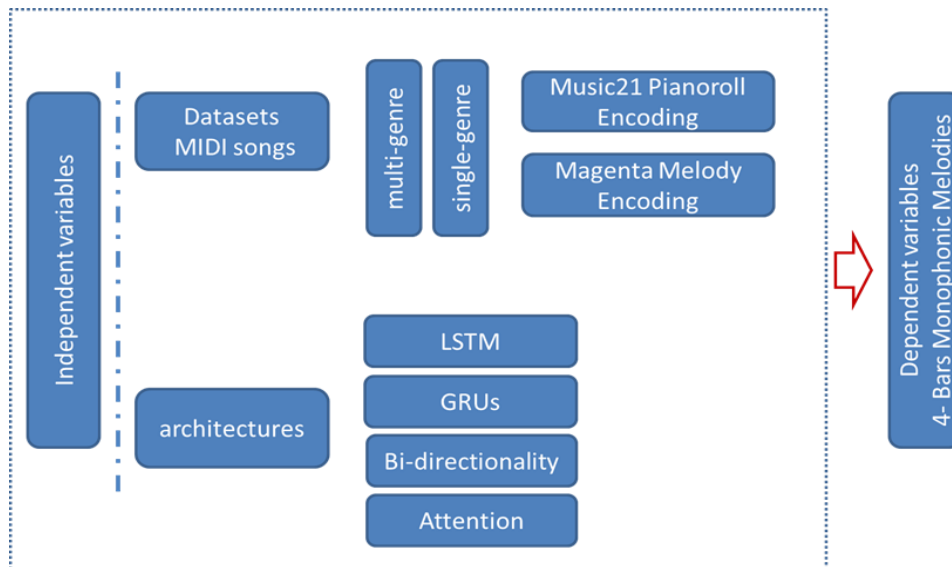 Independent variables
Datasets
MIDI songs
multi-genre
single-genre
Music21 Pianoroll
Encoding
Magenta Melody
Encoding
architectures
LSTM
GRUs
Bi-directionality
Attention
Dependent variables
4- Bars Monophonic Melodies